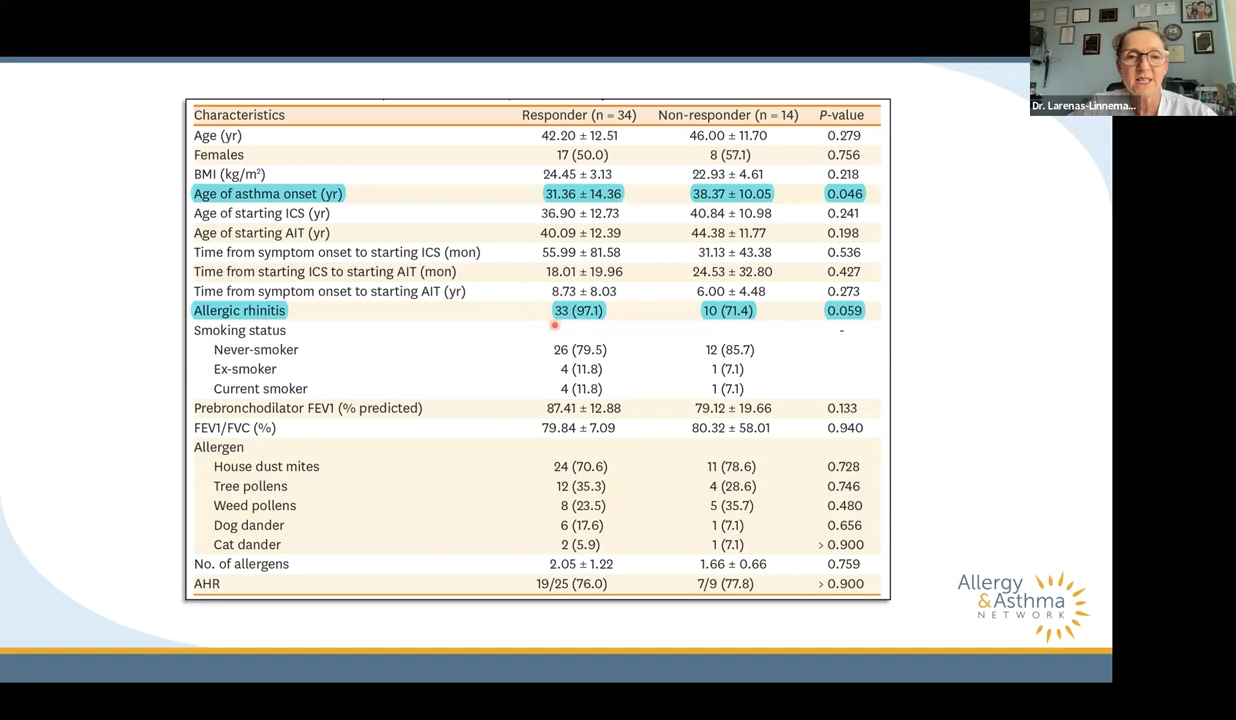 Dr. Larenas-Linnema...
Characteristics Responder (n = 34) Non-responder (n = 14) P-value
Age (yr) 42.20 ± 12.51 46.00 ± 11.70 0.279
Females 17 (50.0) 8 (57.1) 0.756
BMI (kg/m²) 24.45 ± 3.13 22.93 ± 4.61 0.218
Age of asthma onset (yr) 31.36 ± 14.36 38.37 ± 10.05 0.046
Age of starting ICS (yr) 36.90 ± 12.73 40.84 ± 10.98 0.241
Age of starting AIT (yr) 40.09 ± 12.39 44.38 ± 11.77 0.198
Time from symptom onset to starting ICS (mon) 55.99 ± 81.58 31.13 ± 43.38 0.536
Time from starting ICS to starting AIT (mon) 18.01 ± 19.96 24.53 ± 32.80 0.427
Time from symptom onset to starting AIT (yr) 8.73 ± 8.03 6.00 ± 4.48 0.273
Allergic rhinitis 33 (97.1) 10 (71.4) 0.059
Smoking status -
Never-smoker 26 (79.5) 12 (85.7)
Ex-smoker 4 (11.8) 1 (7.1)
Current smoker 4 (11.8) 1 (7.1)
Prebronchodilator FEV1 (% predicted) 87.41 ± 12.88 79.12 ± 19.66 0.133
FEV1/FVC (%) 79.84 ± 7.09 80.32 ± 58.01 0.940
Allergen
House dust mites 24 (70.6) 11 (78.6) 0.728
Tree pollens 12 (35.3) 4 (28.6) 0.746
Weed pollens 8 (23.5) 5 (35.7) 0.480
Dog dander 6 (17.6) 1 (7.1) 0.656
Cat dander 2 (5.9) 1 (7.1) > 0.900
No. of allergens 2.05 ± 1.22 1.66 ± 0.66 0.759
AHR 19/25 (76.0) 7/9 (77.8) > 0.900
Allergy
&Asthma
NETWORK